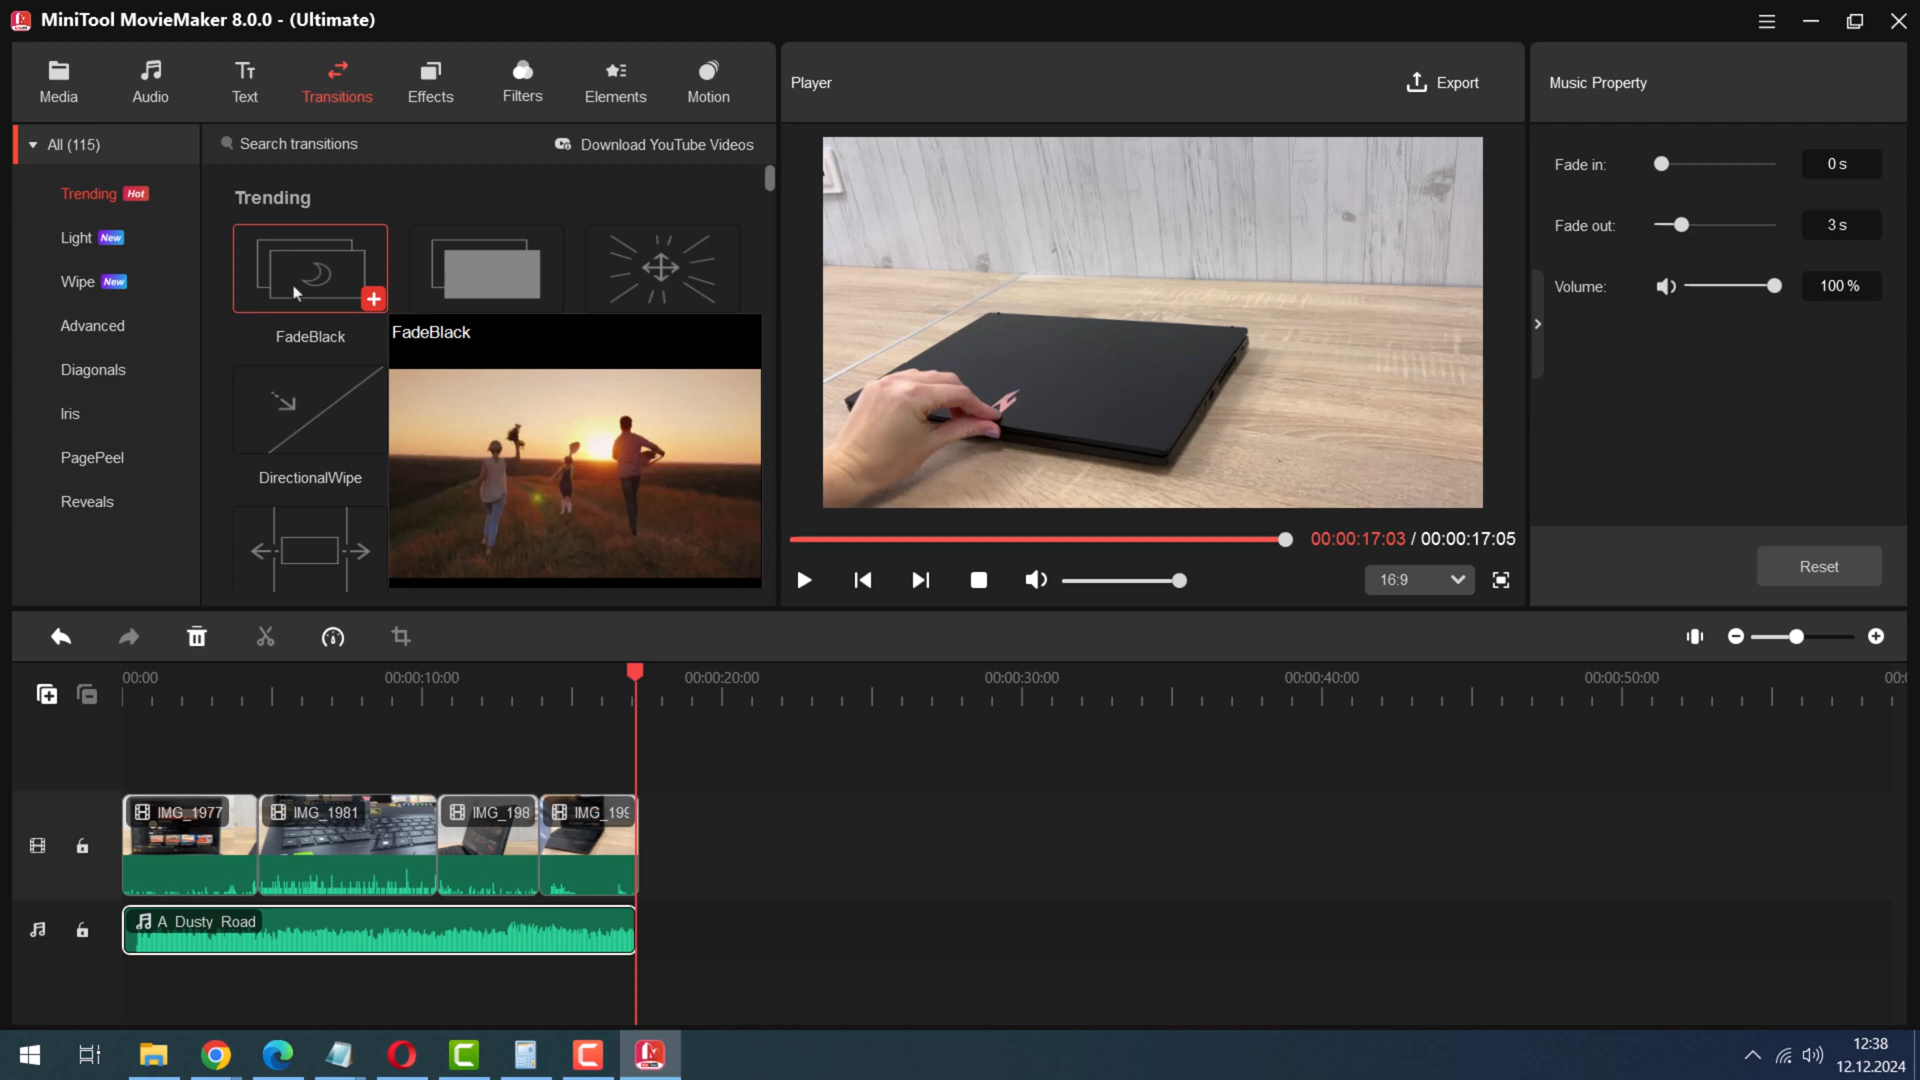 MiniTool MovieMaker 8.0.0 - (Ultimate)
Media
Audio
Text
Transitions
Effects
Filters
Elements
Motion
Player
Export
Music Property
All (115)
Search transitions
Download YouTube Videos
Trending Hot
Light New
Wipe New
Advanced
Diagonals
Iris
PagePeel
Reveals
Trending
FadeBlack
FadeBlack
DirectionalWipe
Fade in:
0 s
Fade out:
3 s
Volume:
100 %
00:00:17:03 / 00:00:17:05
16:9
Reset
00:00
00:00:10:00
00:00:20:00
00:00:30:00
00:00:40:00
00:00:50:00
IMG_1977
IMG_1981
IMG_198
IMG_199
A Dusty Road
12:38
12.12.2024